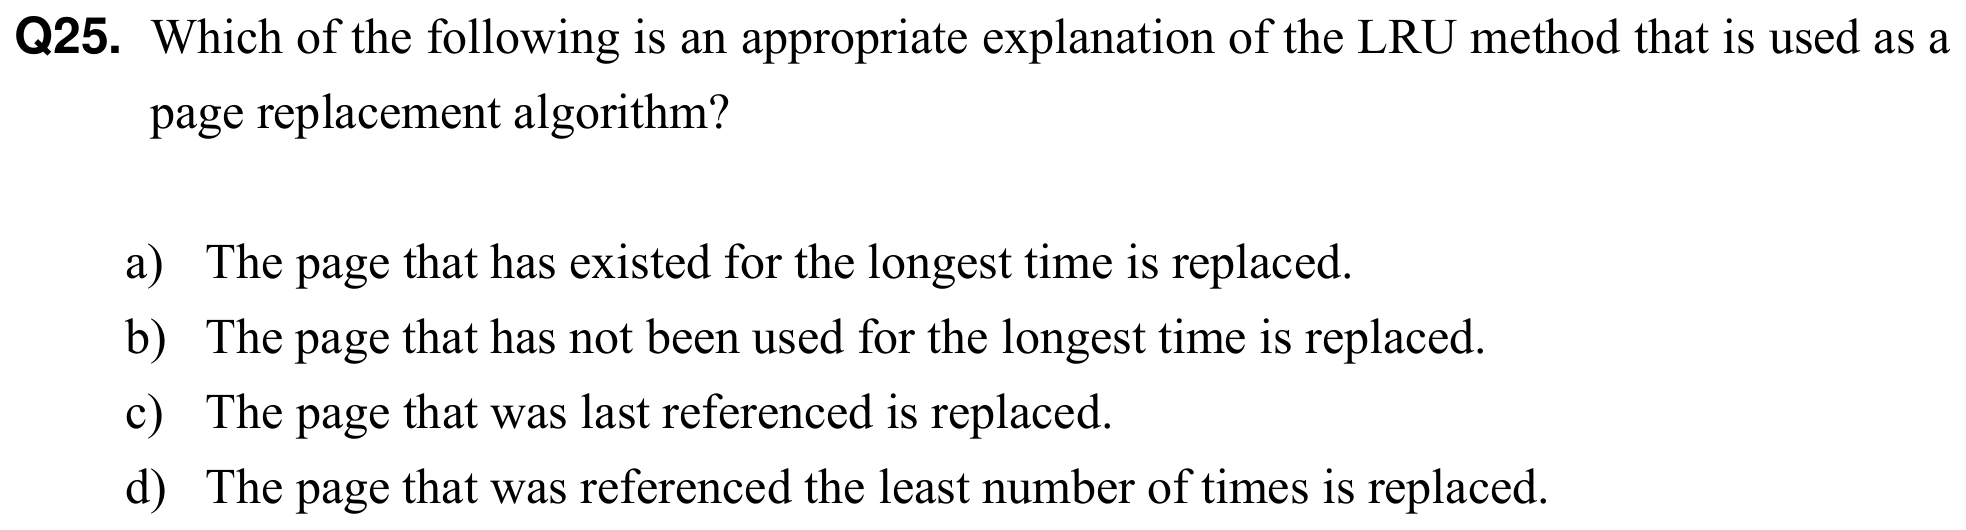 Q25. Which of the following is an appropriate explanation of the LRU method that is used as a
page replacement algorithm?
a) The page that has existed for the longest time is replaced.
b) The page that has not been used for the longest time is replaced.
c) The page that was last referenced is replaced.
d) The page that was referenced the least number of times is replaced.